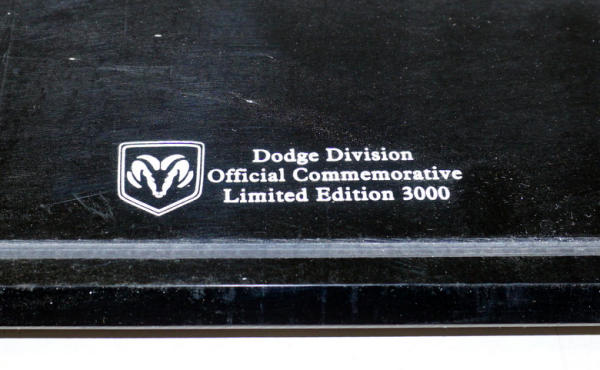 Dodge Division
Official Commemorative
Limited Edition 3000